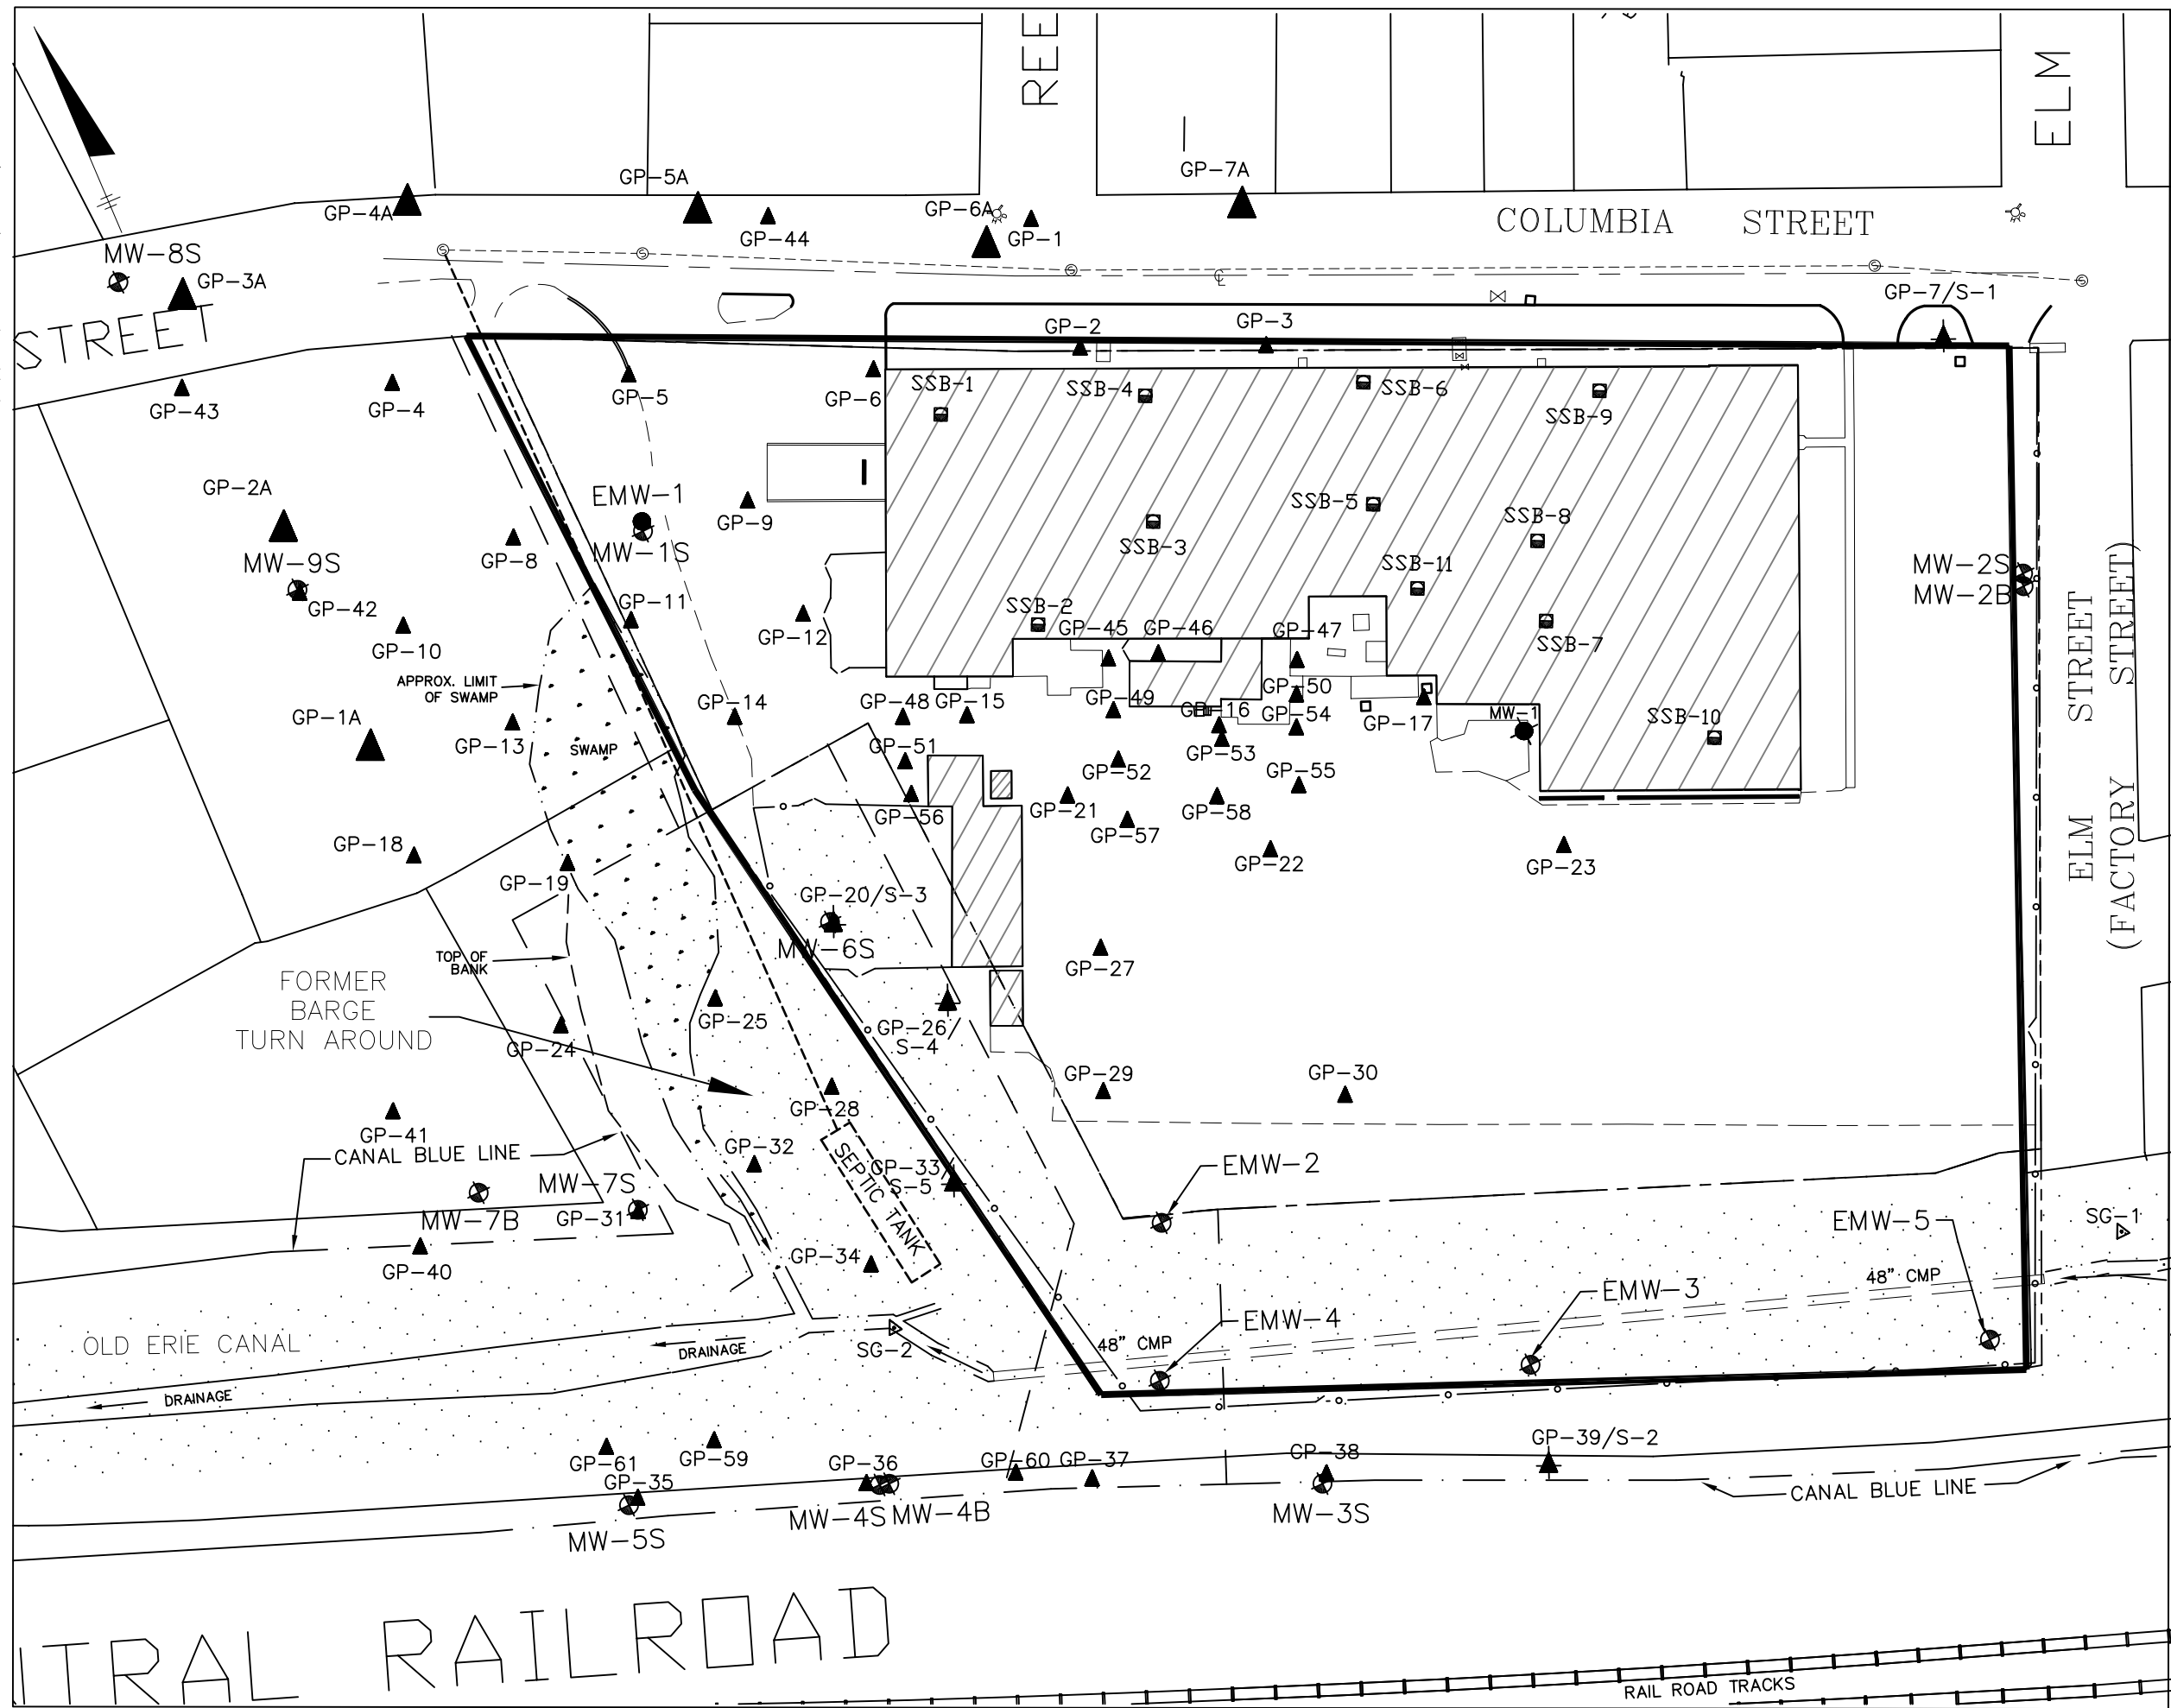 REE
ELM
GP-7A
GP-5A
GP-4A
GP-6A
GP-44
GP-1
COLUMBIA STREET
MW-8S
GP-3A
STREET
GP-7/S-1
GP-2
GP-3
GP-43
GP-4
GP-5
GP-6
SSB-1
SSB-4
SSB-6
SSB-9
GP-2A
EMW-1
GP-9
SSB-5
SSB-8
MW-9S
GP-8
MW-1S
SSB-3
SSB-11
MW-2S
MW-2B
GP-42
GP-11
GP-12
SSB-2
GP-45
GP-46
GP-47
SSB-7
GP-10
APPROX. LIMIT
OF SWAMP
ELM STREET
(FACTORY STREET)
GP-1A
GP-13
SWAMP
GP-14
GP-48
GP-15
GP-49
GP-16
GP-50
GP-54
GP-17
MW-1
SSB-10
GP-51
GP-52
GP-53
GP-55
GP-56
GP-21
GP-57
GP-58
GP-18
GP-19
GP-22
GP-23
GP-20/S-3
MW-6S
TOP OF
BANK
GP-27
FORMER
BARGE
TURN AROUND
GP-25
GP-26/
S-4
GP-24
GP-28
GP-29
GP-30
GP-41
CANAL BLUE LINE
GP-32
SEPTIC TANK
GP-33/
S-5
EMW-2
MW-7S
MW-7B
GP-31
EMW-5
SG-1
GP-40
GP-34
48" CMP
EMW-3
EMW-4
OLD ERIE CANAL
DRAINAGE
SG-2
48" CMP
DRAINAGE
GP-61
GP-59
GP-35
GP-36
GP-60
GP-37
GP-38
GP-39/S-2
MW-5S
MW-4S
MW-4B
MW-3S
CANAL BLUE LINE
NTRAL RAILROAD
RAIL ROAD TRACKS